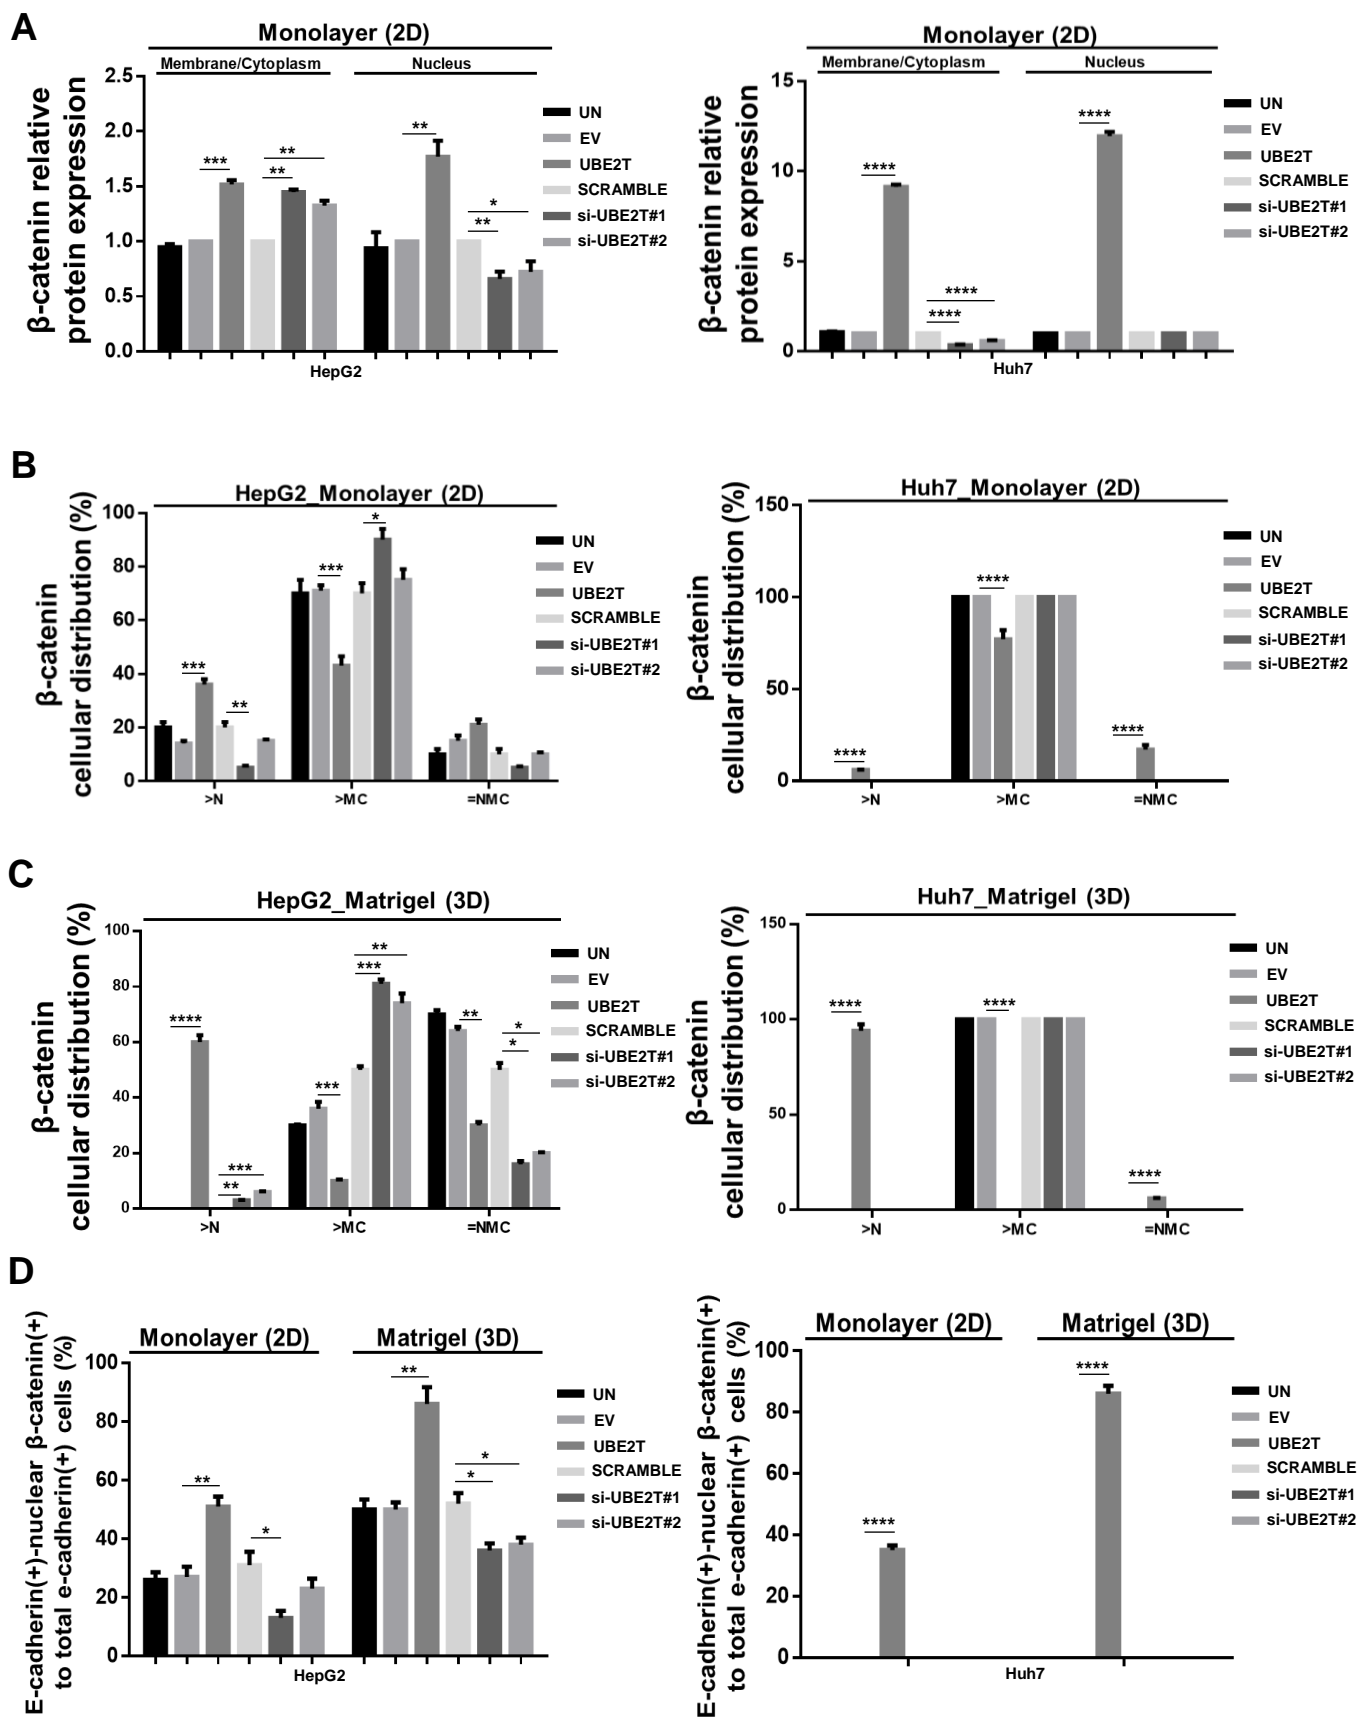 A
Monolayer (2D)
Membrane/Cytoplasm
Nucleus
β-catenin relative
protein expression
2.5
2.0
1.5
1.0
0.5
0.0
***
**
**
**
*
**
HepG2
UN
EV
UBE2T
SCRAMBLE
si-UBE2T#1
si-UBE2T#2
Monolayer (2D)
Membrane/Cytoplasm
Nucleus
β-catenin relative
protein expression
15
10
5
0
****
****
****
****
Huh7
UN
EV
UBE2T
SCRAMBLE
si-UBE2T#1
si-UBE2T#2
B
HepG2_Monolayer (2D)
β-catenin
cellular distribution (%)
100
80
60
40
20
0
***
**
***
*
>N
>MC
=NMC
UN
EV
UBE2T
SCRAMBLE
si-UBE2T#1
si-UBE2T#2
Huh7_Monolayer (2D)
β-catenin
cellular distribution (%)
150
100
50
0
****
****
****
>N
>MC
=NMC
UN
EV
UBE2T
SCRAMBLE
si-UBE2T#1
si-UBE2T#2
C
HepG2_Matrigel (3D)
β-catenin
cellular distribution (%)
100
80
60
40
20
0
****
***
**
***
**
***
**
*
*
>N
>MC
=NMC
UN
EV
UBE2T
SCRAMBLE
si-UBE2T#1
si-UBE2T#2
Huh7_Matrigel (3D)
β-catenin
cellular distribution (%)
150
100
50
0
****
****
****
>N
>MC
=NMC
UN
EV
UBE2T
SCRAMBLE
si-UBE2T#1
si-UBE2T#2
D
Monolayer (2D)
Matrigel (3D)
E-cadherin(+)-nuclear β-catenin(+)
to total e-cadherin(+) cells (%)
100
80
60
40
20
0
**
*
**
*
*
HepG2
UN
EV
UBE2T
SCRAMBLE
si-UBE2T#1
si-UBE2T#2
Monolayer (2D)
Matrigel (3D)
E-cadherin(+)-nuclear β-catenin(+)
to total e-cadherin(+) cells (%)
100
80
60
40
20
0
****
****
Huh7
UN
EV
UBE2T
SCRAMBLE
si-UBE2T#1
si-UBE2T#2